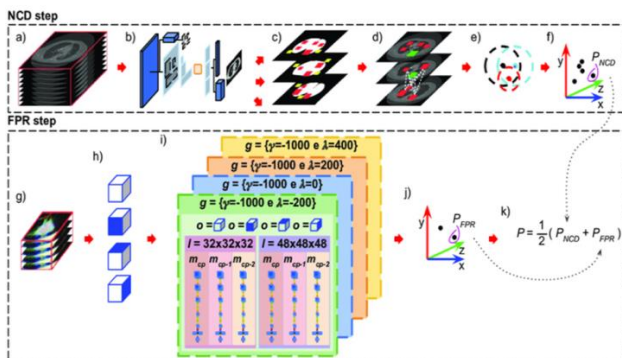 NCD step
a)
b)
c)
d)
e)
f)
P_NCD
y
z
x
FPR step
g)
h)
i)
g = {γ=-1000 e λ=400}
g = {γ=-1000 e λ=200}
g = {γ=-1000 e λ=0}
g = {γ=-1000 e λ=-200}
o = o = o = o =
l = 32x32x32 l = 48x48x48
m_cp m_cp-1 m_cp-2 m_cp m_cp-1 m_cp-2
j)
P_FPR
y
z
x
k)
P = 1/2 ( P_NCD + P_FPR )